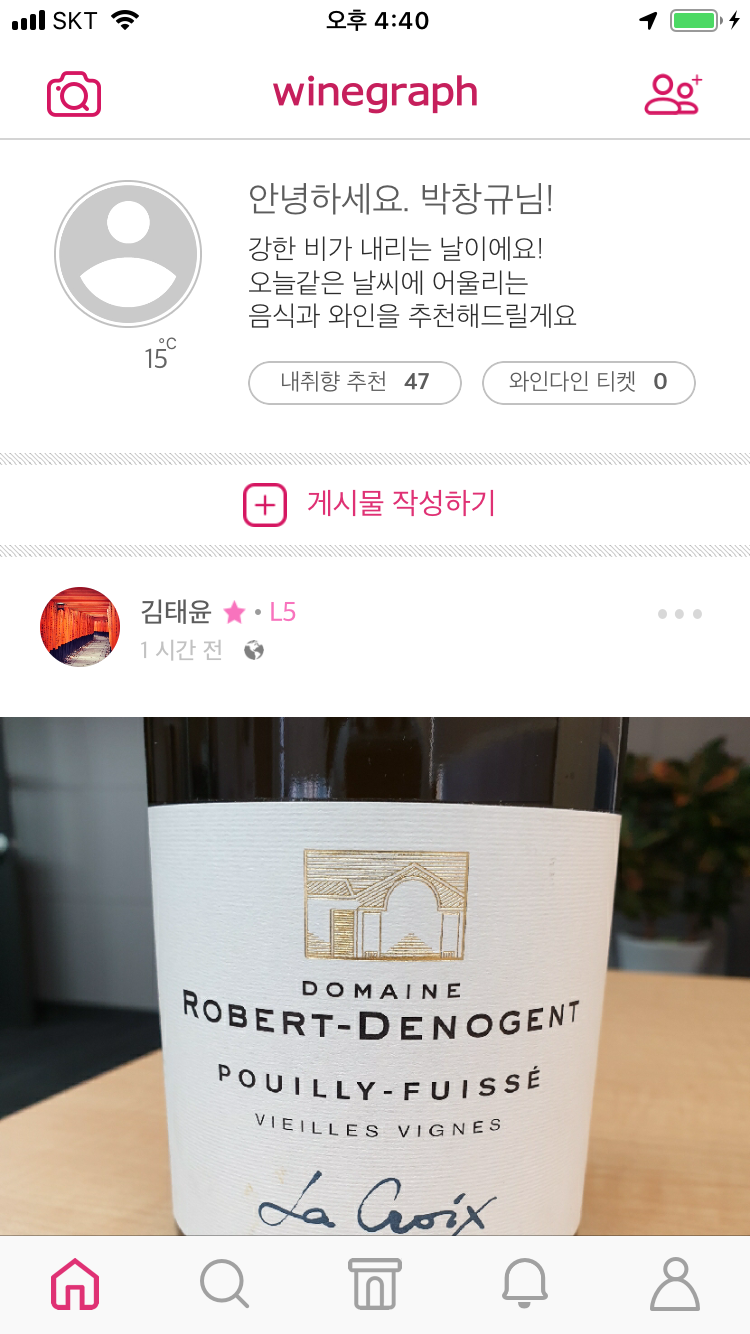 SKT 오후 4:40
winegraph
안녕하세요. 박창규님!
강한 비가 내리는 날이에요!
오늘같은 날씨에 어울리는
음식과 와인을 추천해드릴게요
15°C
내취향 추천 47 와인다인 티켓 0
게시물 작성하기
김태윤 ★ • L5
1 시간 전
DOMAINE
ROBERT-DENOGENT
POUILLY-FUISSÉ
VIEILLES VIGNES
La Croix